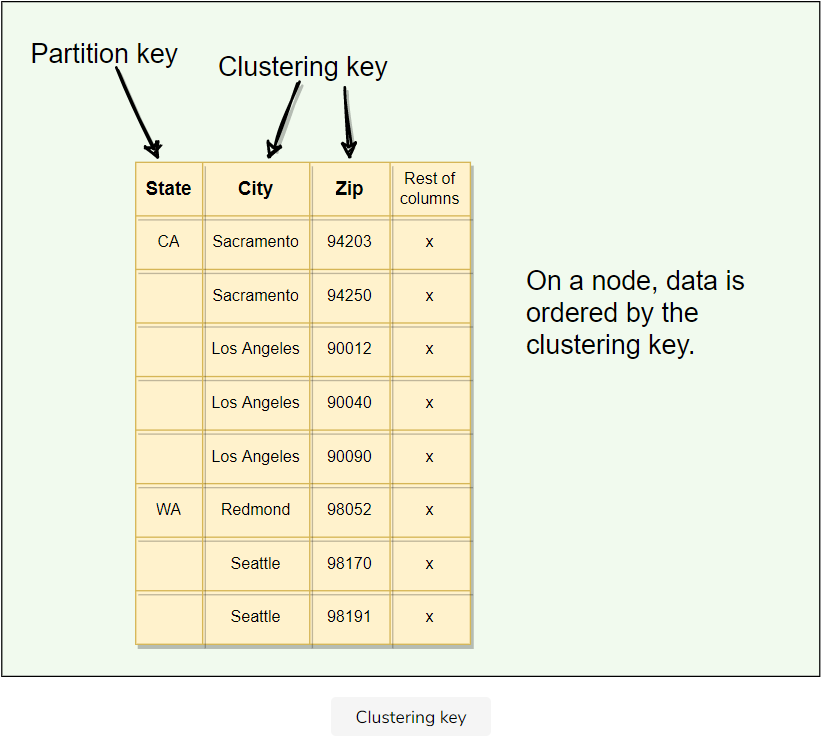 Partition key
Clustering key
State City Zip Rest of columns
CA Sacramento 94203 x
Sacramento 94250 x
Los Angeles 90012 x
Los Angeles 90040 x
Los Angeles 90090 x
WA Redmond 98052 x
Seattle 98170 x
Seattle 98191 x
On a node, data is
ordered by the
clustering key.
Clustering key